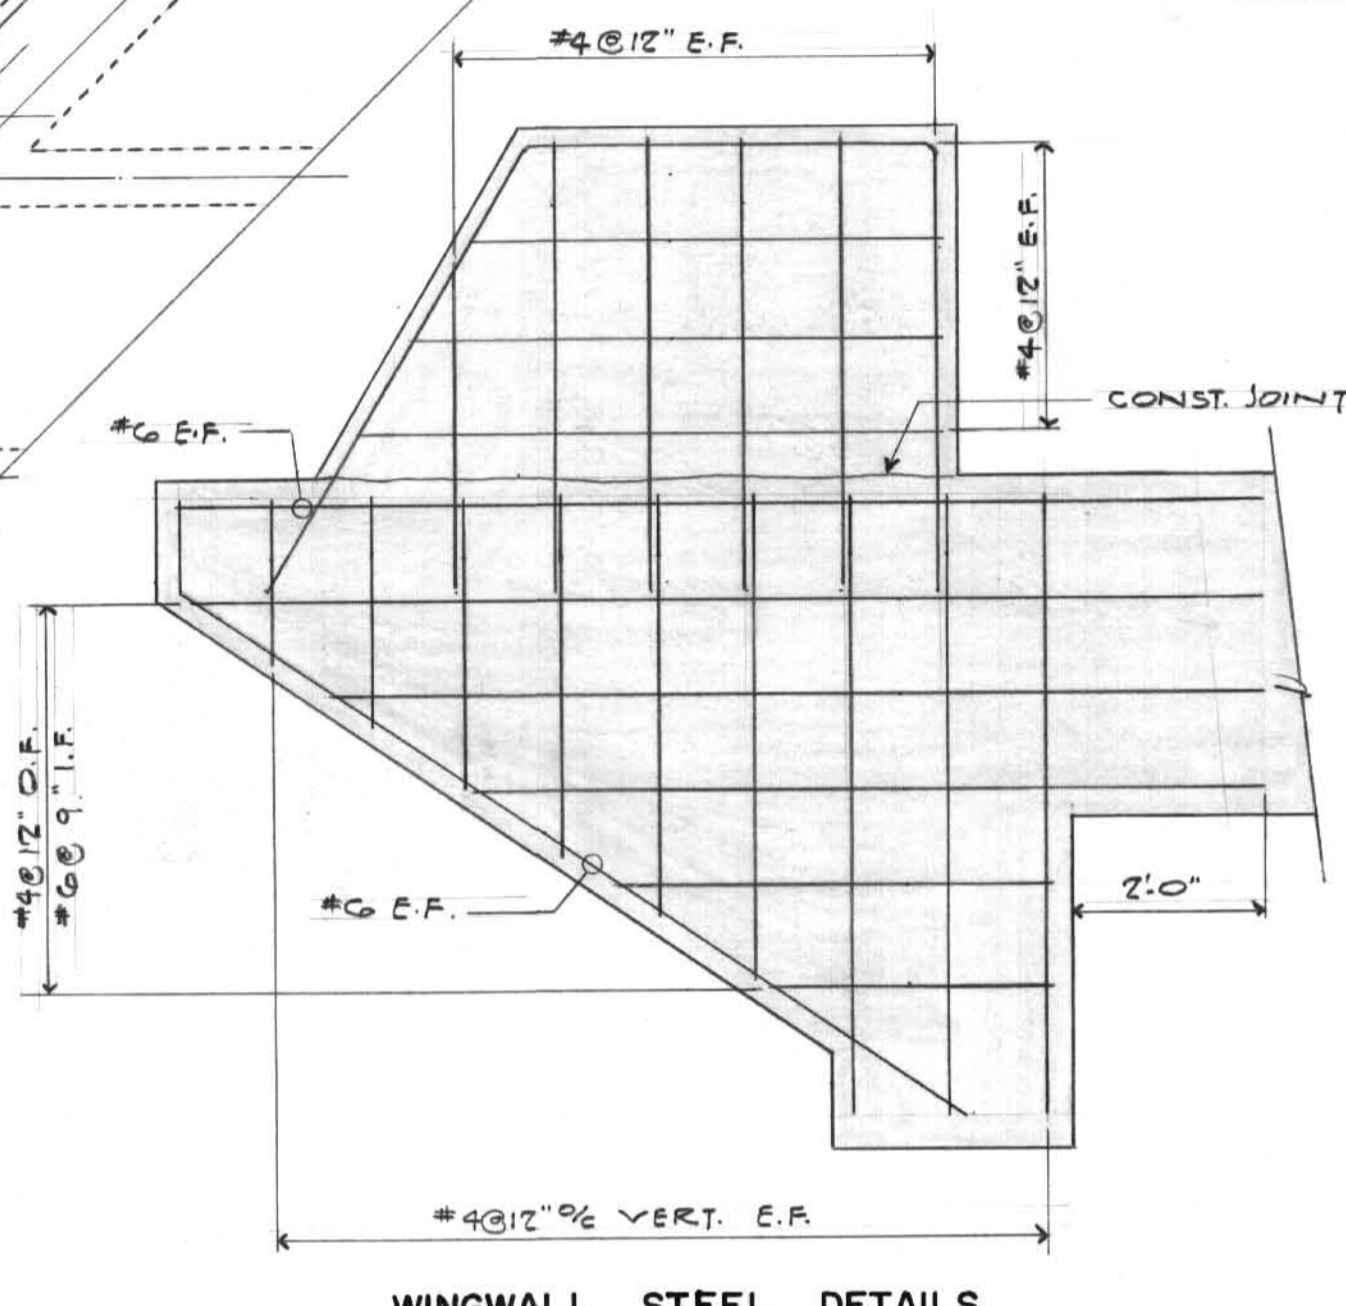 #4 @ 12" E.F.
#4 @ 12" E.F.
CONST. JOINT
#6 E.F.
#4 @ 12" O.F.
#6 @ 9" I.F.
#6 E.F.
2'-0"
#4@12" o/c VERT. E.F.
WINGWALL STEEL DETAILS